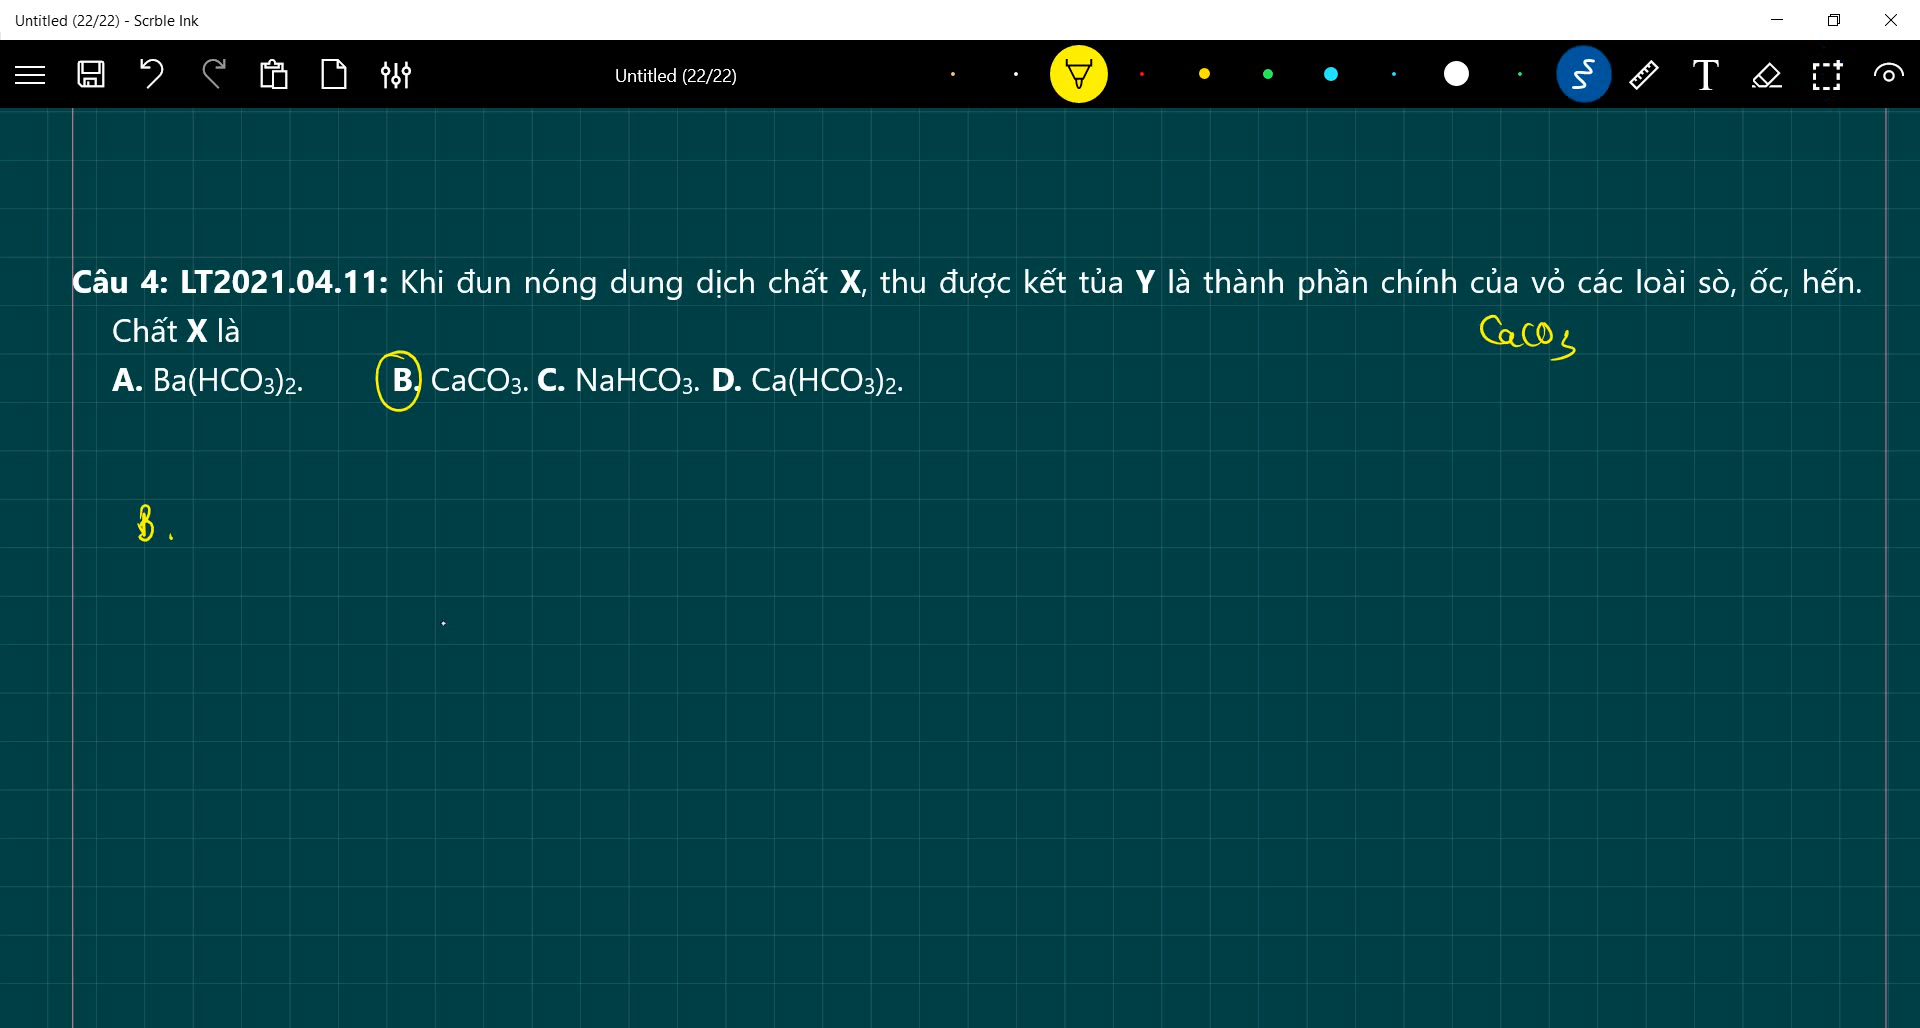 Untitled (22/22) - Scrble Ink
Untitled (22/22)
T
Câu 4: LT2021.04.11: Khi đun nóng dung dịch chất X, thu được kết tủa Y là thành phần chính của vỏ các loài sò, ốc, hến.
Chất X là
CaCO₃
A. Ba(HCO₃)₂. B. CaCO₃. C. NaHCO₃. D. Ca(HCO₃)₂.
B.